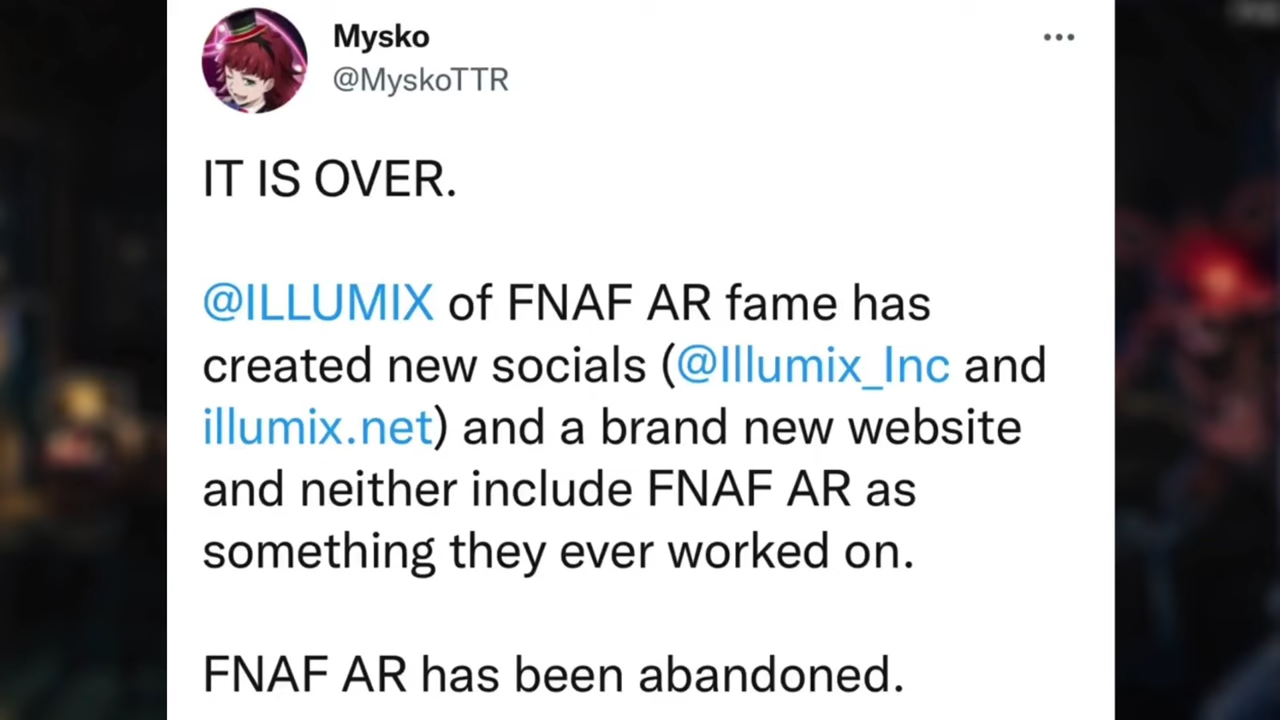 Mysko
@MyskoTTR
IT IS OVER.
@ILLUMIX of FNAF AR fame has
created new socials (@Illumix_Inc and
illumix.net) and a brand new website
and neither include FNAF AR as
something they ever worked on.
FNAF AR has been abandoned.